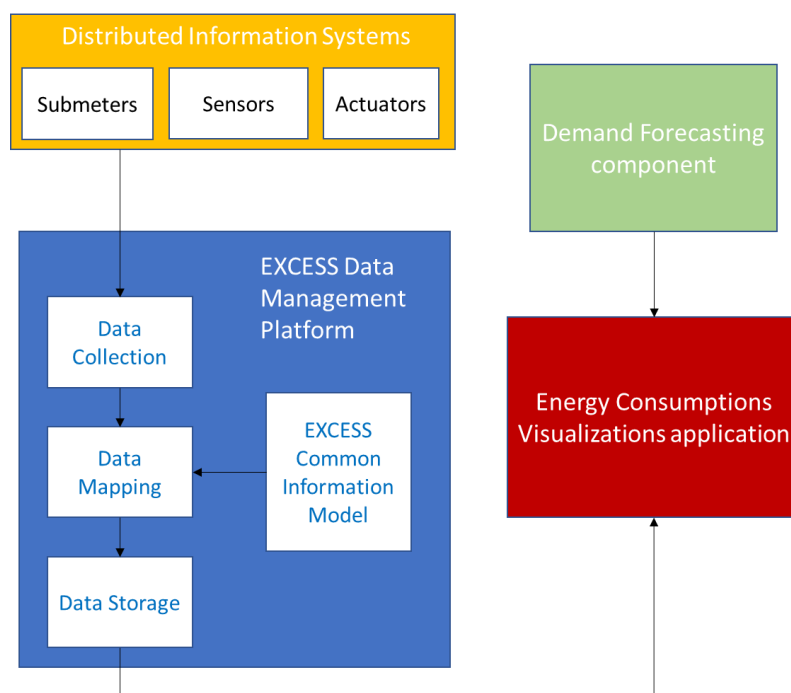 Distributed Information Systems
Submeters
Sensors
Actuators
Demand Forecasting
component
EXCESS Data
Management
Platform
Data
Collection
Data
Mapping
EXCESS
Common
Information
Model
Data Storage
Energy Consumptions
Visualizations application